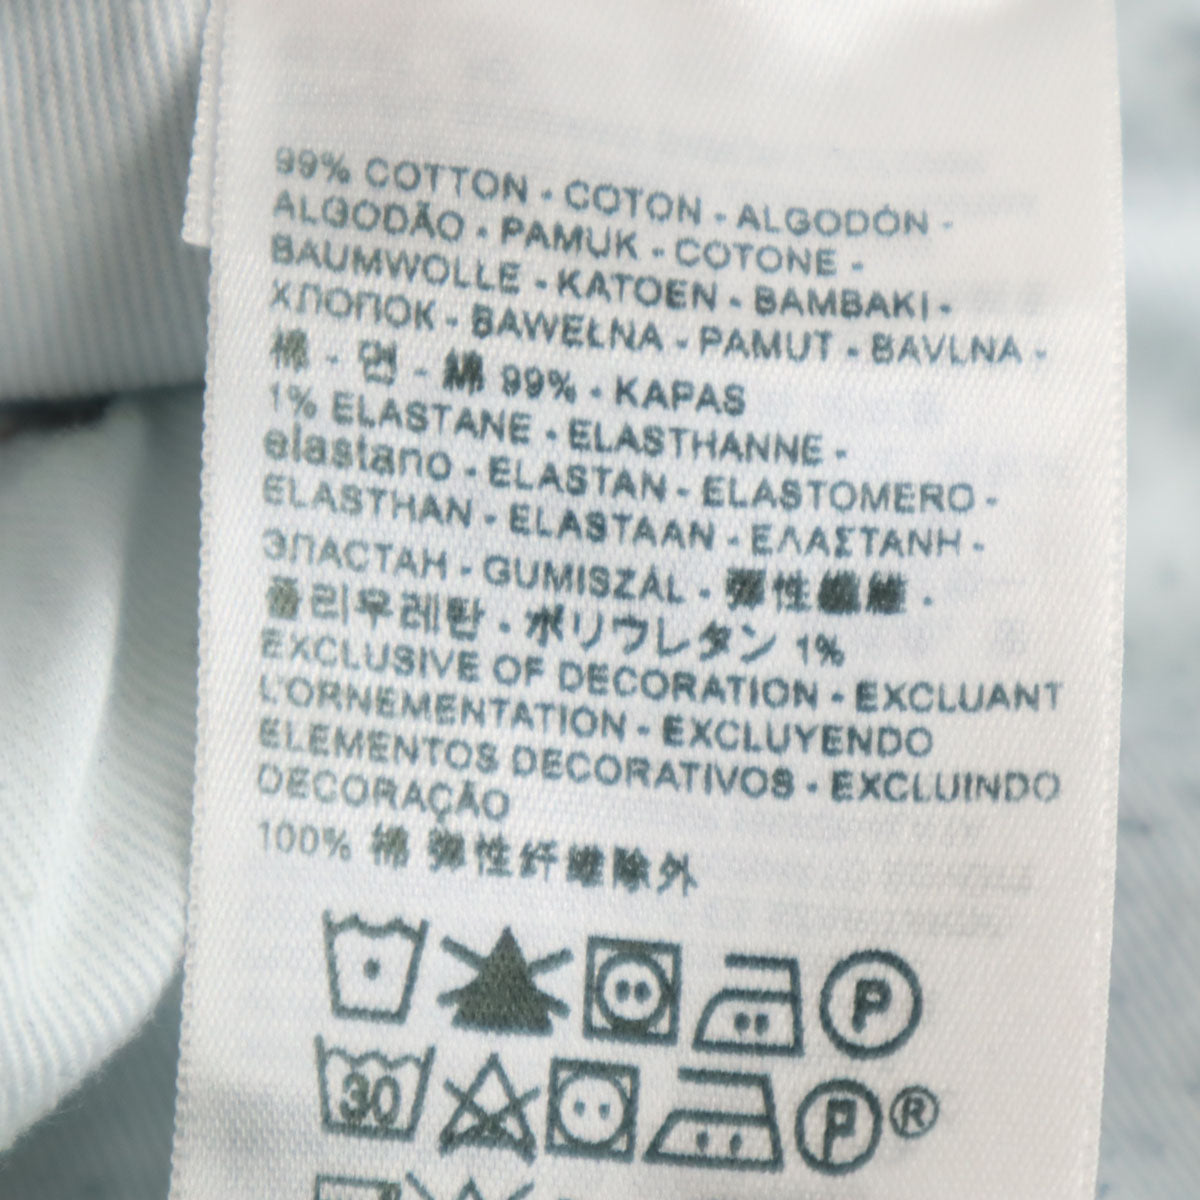 99% COTTON - COTON - ALGODÓN -
ALGODÃO - PAMUK - COTONE -
BAUMWOLLE - KATOEN - BAMBAKI -
ХЛОПОК - BAWEŁNA - PAMUT - BAVLNA -
棉 - 면 - 綿 99% - KAPAS
1% ELASTANE - ELASTHANNE -
elastano - ELASTAN - ELASTOMERO -
ELASTHAN - ELASTAAN - ΕΛΑΣΤΑΝΗ -
ЭЛАСТАН - GUMISZÁL - 彈性纖維 -
폴리우레탄 - ポリウレタン 1%
EXCLUSIVE OF DECORATION - EXCLUANT
L'ORNEMENTATION - EXCLUYENDO
ELEMENTOS DECORATIVOS - EXCLUINDO
DECORAÇÃO
100% 棉 弹性纤维除外
P
30 P ®